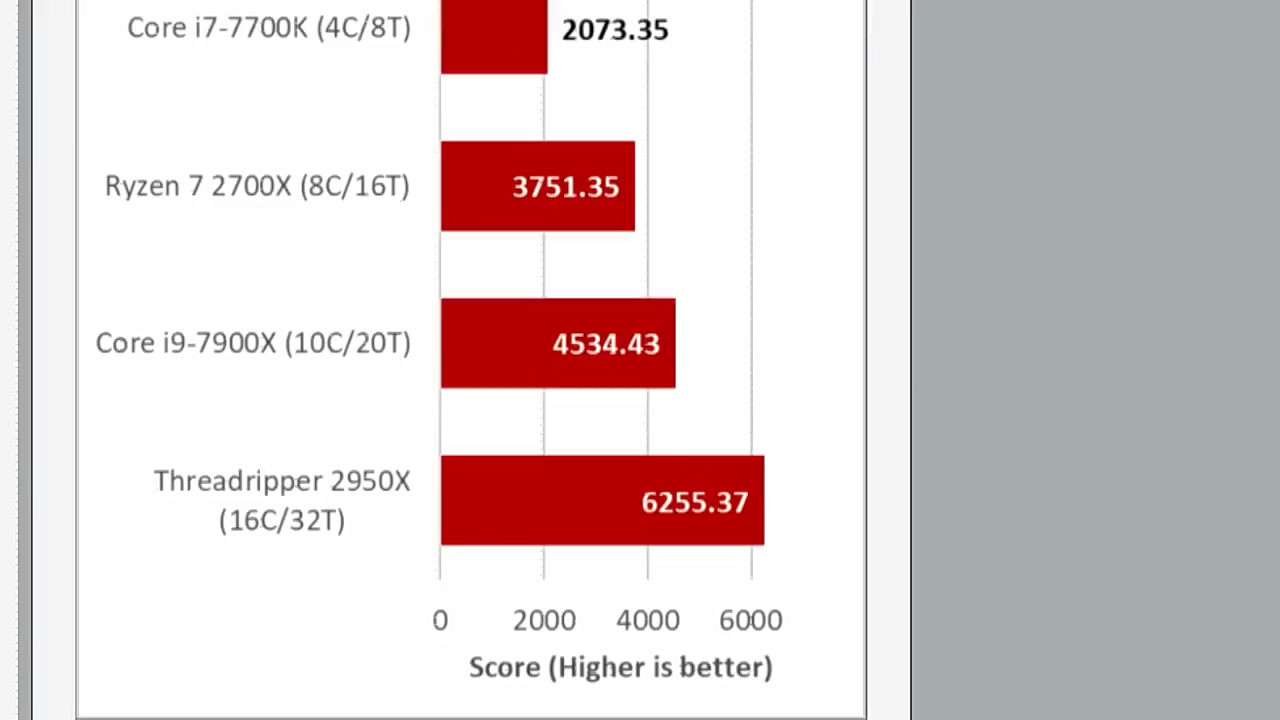 Core i7-7700K (4C/8T)
2073.35
Ryzen 7 2700X (8C/16T)
3751.35
Core i9-7900X (10C/20T)
4534.43
Threadripper 2950X
(16C/32T)
6255.37
0 2000 4000 6000
Score (Higher is better)